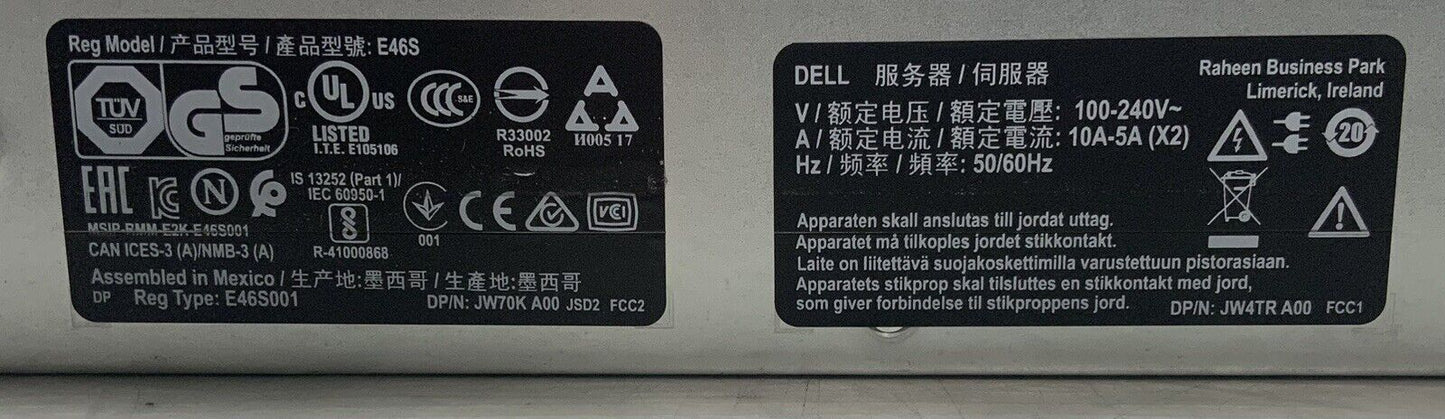 Reg Model / 产品型号 / 產品型號: E46S
TÜV
SÜD
GS
geprüfte
Sicherheit
C UL US
LISTED
I.T.E. E105106
CCC S&E
R33002
RoHS
И005 17
EAC
N
IS 13252 (Part 1)/
IEC 60950-1
R-41000868
001
CE
VCCI
MSIP-RMM-E2K-E46S001
CAN ICES-3 (A)/NMB-3 (A)
Assembled in Mexico / 生产地:墨西哥 / 生產地:墨西哥
DP Reg Type: E46S001 DP/N: JW70K A00 JSD2 FCC2
DELL 服务器 / 伺服器
Raheen Business Park
Limerick, Ireland
V / 额定电压 / 額定電壓: 100-240V~
A / 额定电流 / 額定電流: 10A-5A (X2)
Hz / 频率 / 頻率: 50/60Hz
20
Apparaten skall anslutas till jordat uttag.
Apparatet må tilkoples jordet stikkontakt.
Laite on liitettävä suojakoskettimilla varustettuun pistorasiaan.
Apparatets stikprop skal tilsluttes en stikkontakt med jord,
som giver forbindelse til stikproppens jord.
DP/N: JW4TR A00 FCC1